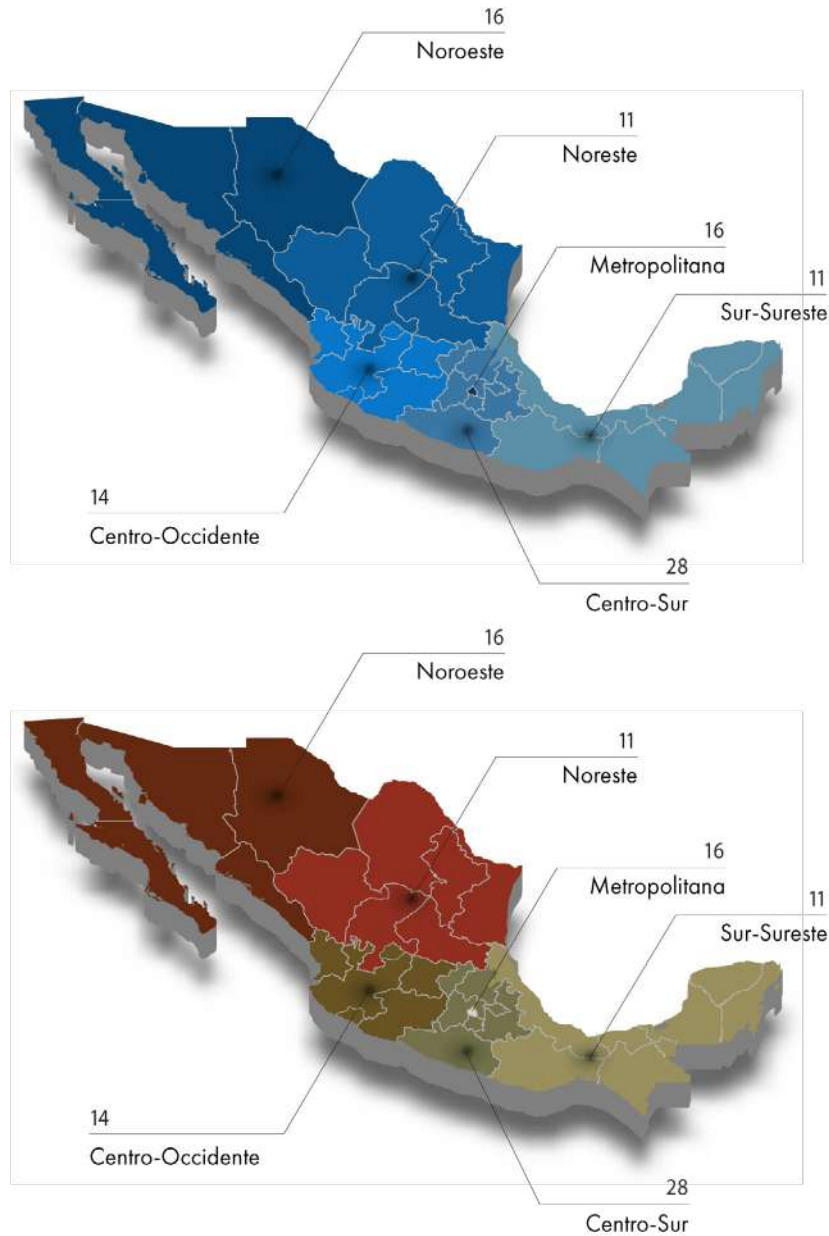 16
Noroeste
11
Noreste
16
Metropolitana
11
Sur-Sureste
14
Centro-Occidente
28
Centro-Sur
16
Noroeste
11
Noreste
16
Metropolitana
11
Sur-Sureste
14
Centro-Occidente
28
Centro-Sur